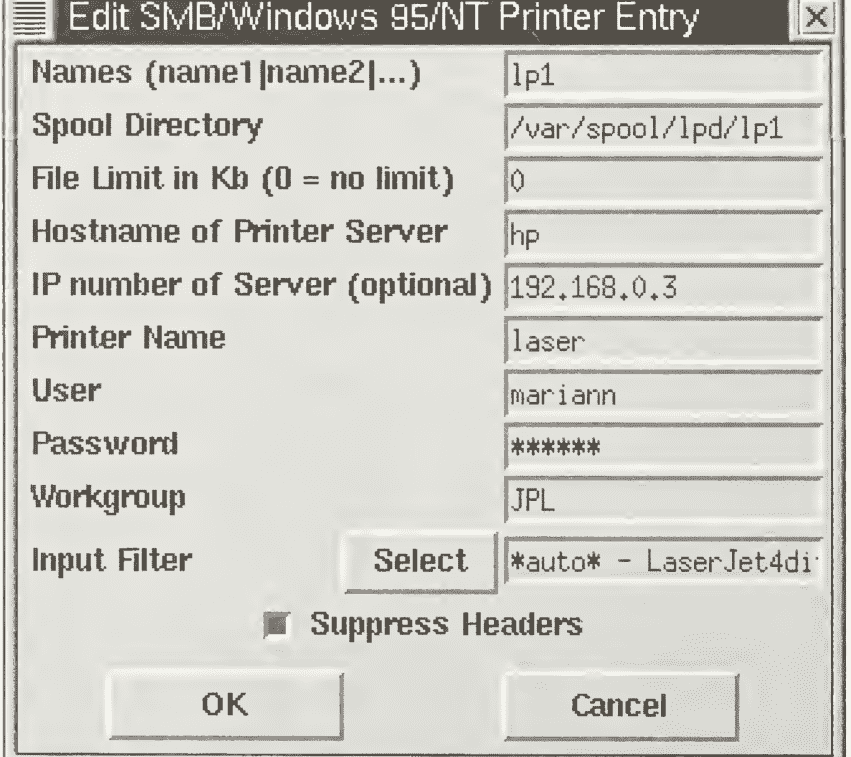 Edit SMB/Windows 95/NT Printer Entry
Names (name1|name2|...) lp1
Spool Directory /var/spool/lpd/lp1
File Limit in Kb (0 = no limit) 0
Hostname of Printer Server hp
IP number of Server (optional) 192.168.0.3
Printer Name laser
User mariann
Password ******
Workgroup JPL
Input Filter Select *auto* - LaserJet4di
Suppress Headers
OK Cancel